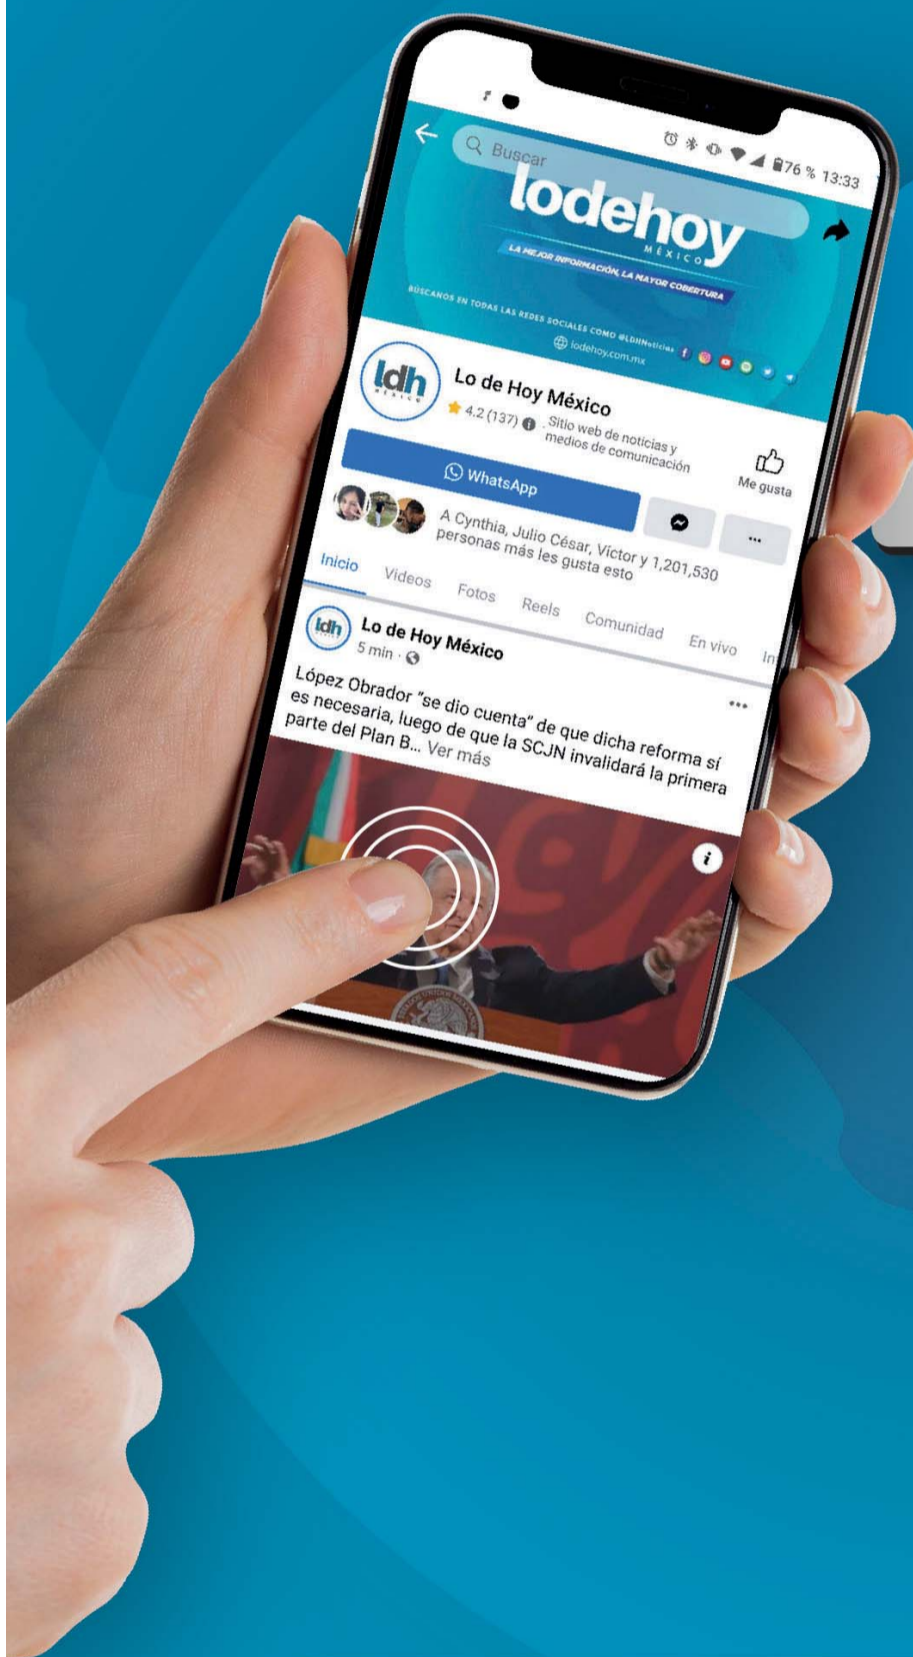 76 % 13:33
Buscar
lodehoy
MÉXICO
LA MEJOR INFORMACIÓN, LA MAYOR COBERTURA
BÚSCANOS EN TODAS LAS REDES SOCIALES COMO @LDHNoticias
lodehoy.com.mx
ldh
MÉXICO
Lo de Hoy México
4.2 (137) . Sitio web de noticias y
medios de comunicación
Me gusta
WhatsApp
...
A Cynthia, Julio César, Victor y 1,201,530
personas más les gusta esto
Inicio Videos Fotos Reels Comunidad En vivo In
ldh
Lo de Hoy México
5 min ·
...
López Obrador "se dio cuenta" de que dicha reforma sí
es necesaria, luego de que la SCJN invalidará la primera
parte del Plan B... Ver más